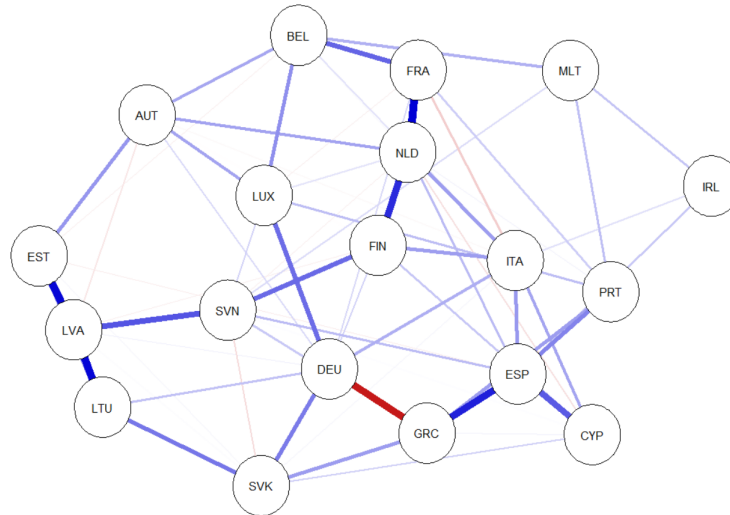 BEL
FRA
MLT
AUT
NLD
IRL
LUX
FIN
EST
ITA
PRT
SVN
LVA
DEU
ESP
LTU
GRC
CYP
SVK